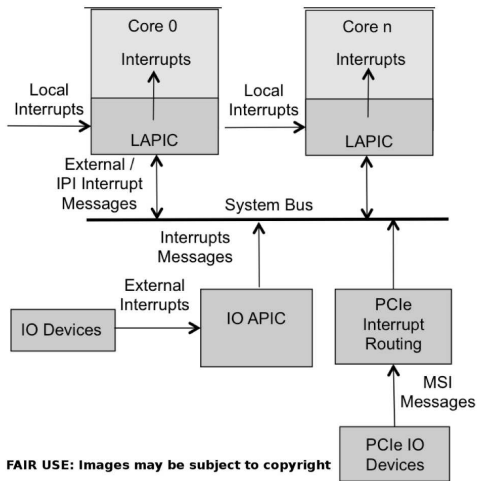 Core 0
Interrupts
Local
Interrupts
LAPIC
Core n
Interrupts
Local
Interrupts
LAPIC
External /
IPI Interrupt
Messages
System Bus
Interrupts
Messages
External
Interrupts
IO Devices
IO APIC
PCIe
Interrupt
Routing
MSI
Messages
PCIe IO
Devices
FAIR USE: Images may be subject to copyright